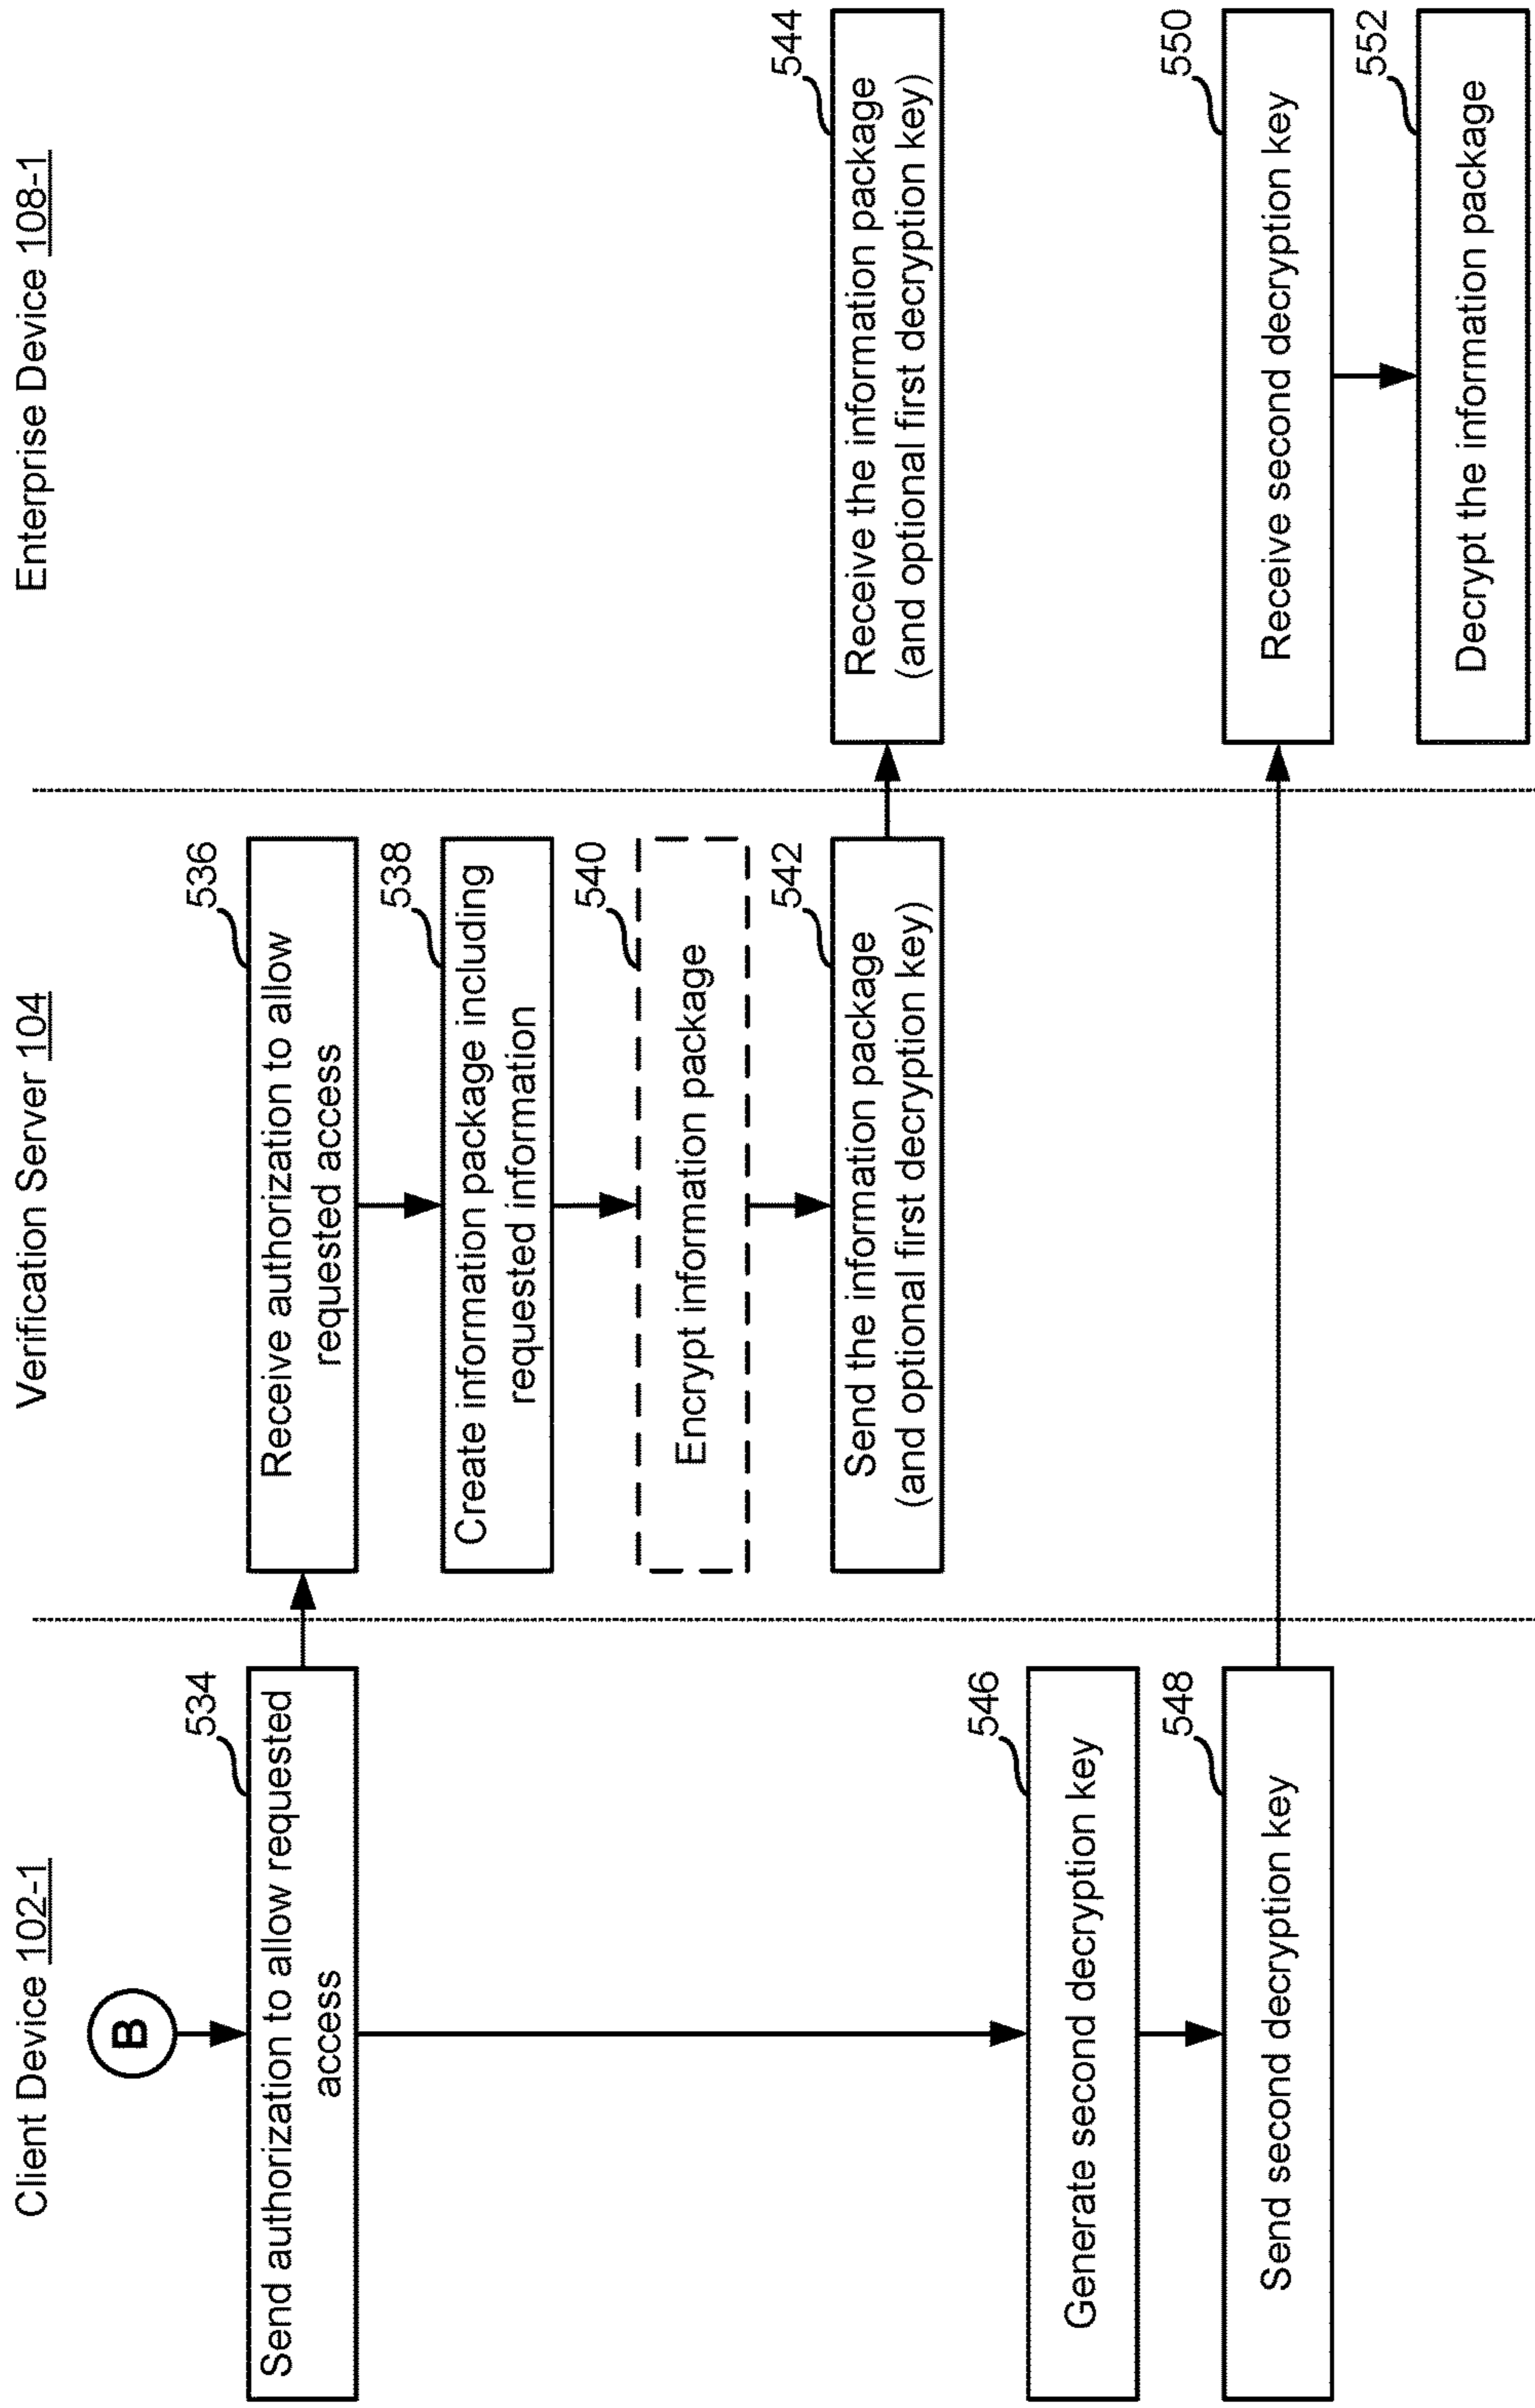 Client Device 102-1
Verification Server 104
Enterprise Device 108-1
B
534
Send authorization to allow requested
access
536
Receive authorization to allow
requested access
538
Create information package including
requested information
540
Encrypt information package
542
Send the information package
(and optional first decryption key)
544
Receive the information package
(and optional first decryption key)
546
Generate second decryption key
548
Send second decryption key
550
Receive second decryption key
552
Decrypt the information package